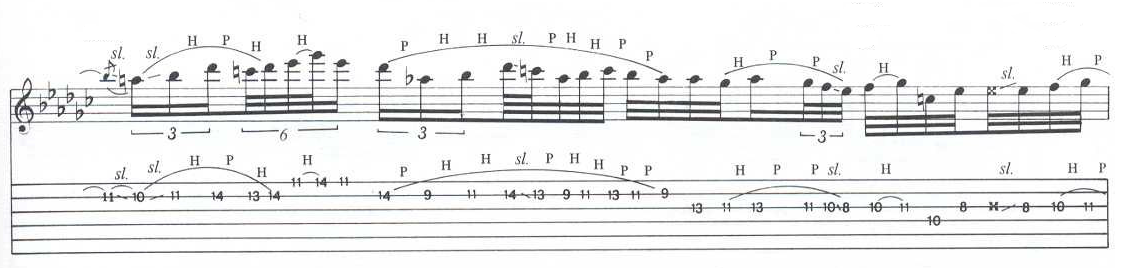 sl. sl. H P H H P H H sl. P H H P P H P P sl. H sl. H P
3 6 3 3
sl. sl. H P H H P H H sl. P H H P P H P P sl. H sl. H P
11 14 11
11 10 11 14 13 14 14 9 11 14 13 9 11 13 11 9
13 11 13 11 10 8 10 11 8 8 10 11
10